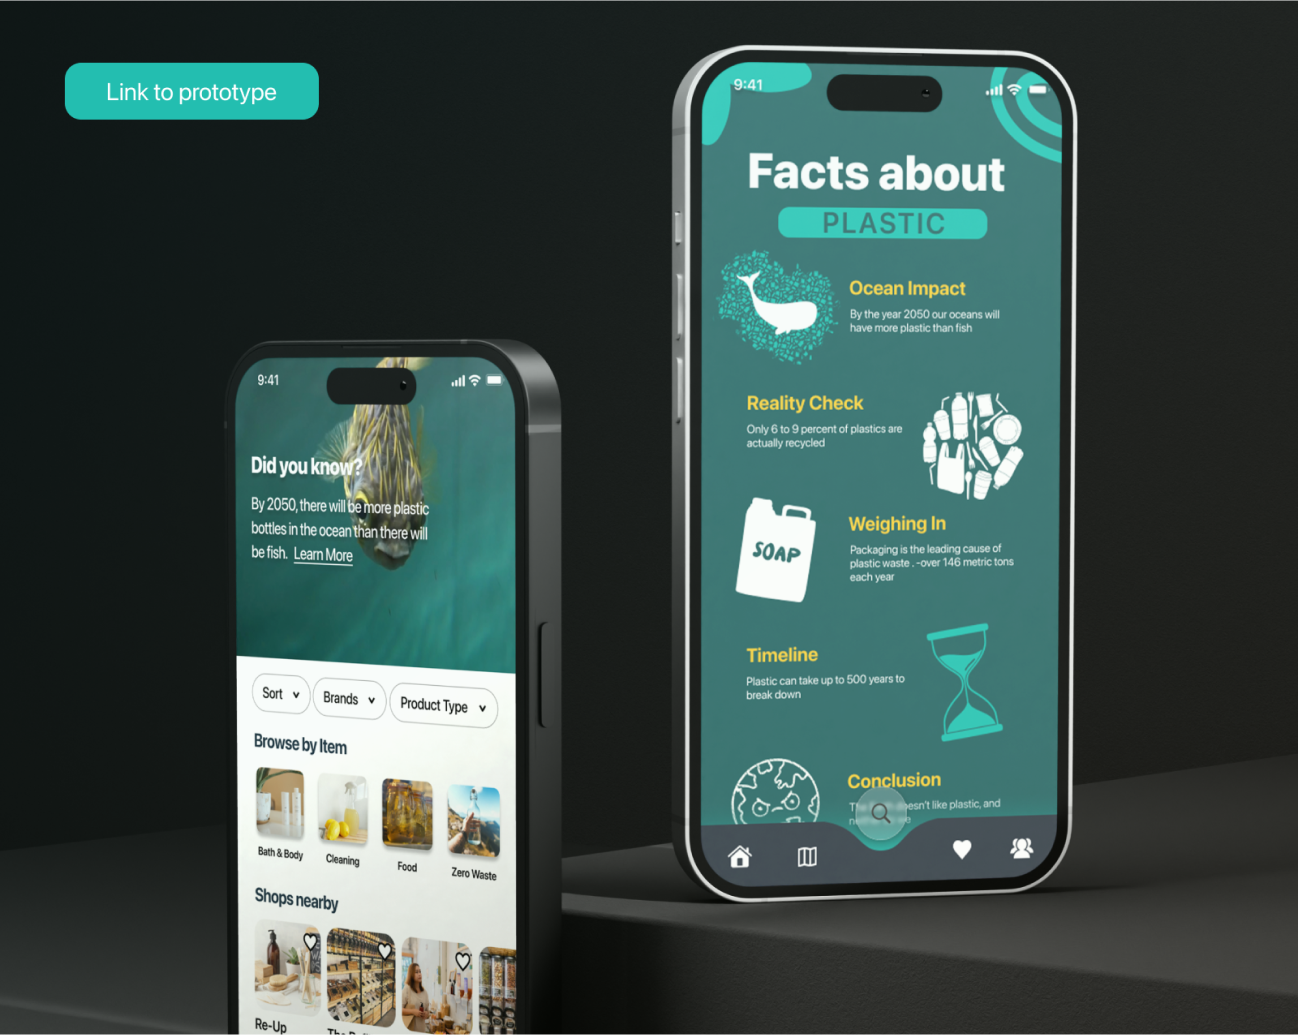 Link to prototype
9:41
Did you know?
By 2050, there will be more plastic
bottles in the ocean than there will
be fish. Learn More
Sort
Brands
Product Type
Browse by Item
Bath & Body
Cleaning
Food
Zero Waste
Shops nearby
Re-Up
9:41
Facts about
PLASTIC
Ocean Impact
By the year 2050 our oceans will
have more plastic than fish
Reality Check
Only 6 to 9 percent of plastics are
actually recycled
SOAP
Weighing In
Packaging is the leading cause of
plastic waste . -over 146 metric tons
each year
Timeline
Plastic can take up to 500 years to
break down
Conclusion
like plastic, and